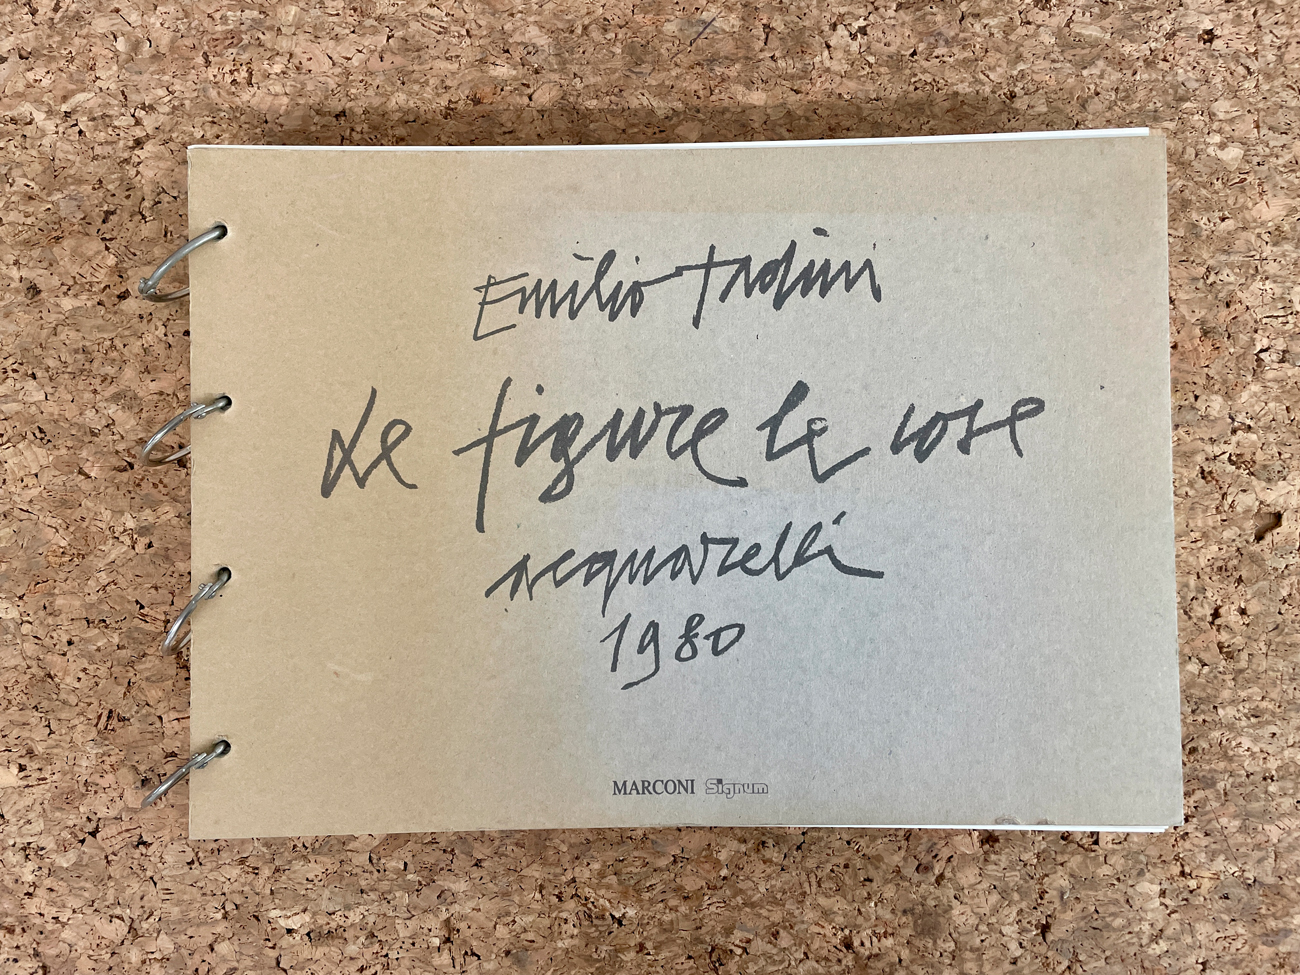 Emilio Tadini
Le figure le cose
acquarelli
1980
MARCONI Signum